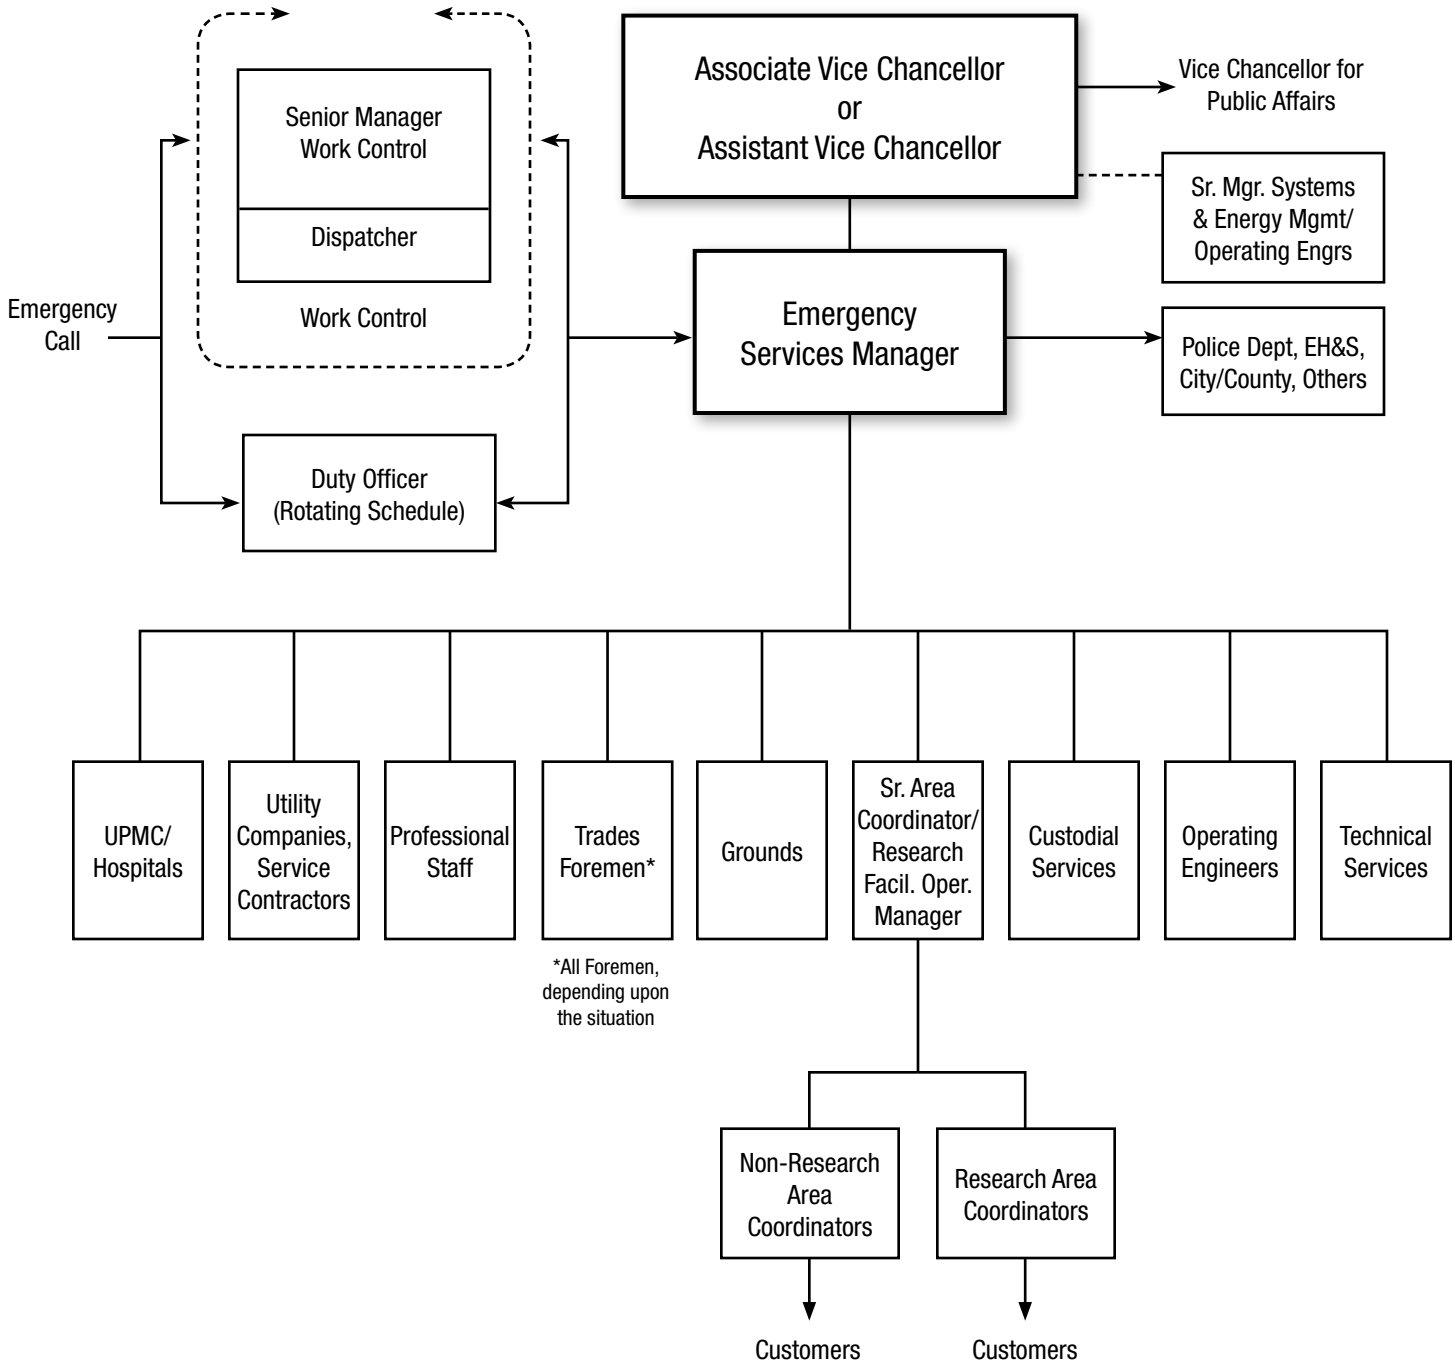 Associate Vice Chancellor
or
Assistant Vice Chancellor
Vice Chancellor for
Public Affairs
Senior Manager
Work Control
Dispatcher
Work Control
Sr. Mgr. Systems
& Energy Mgmt/
Operating Engrs
Emergency
Call
Emergency
Services Manager
Police Dept, EH&S,
City/County, Others
Duty Officer
(Rotating Schedule)
UPMC/
Hospitals
Utility
Companies,
Service
Contractors
Professional
Staff
Trades
Foremen*
*All Foremen,
depending upon
the situation
Grounds
Sr. Area
Coordinator/
Research
Facil. Oper.
Manager
Custodial
Services
Operating
Engineers
Technical
Services
Non-Research
Area
Coordinators
Research Area
Coordinators
Customers
Customers